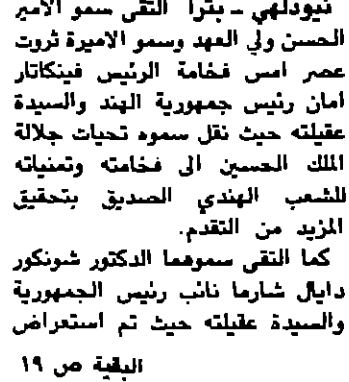 نيودلهي - بترا التقى سمو الامير
الحسن ولي العهد وسمو الاميرة ثروت
عصر امس فخامة الرئيس فينكاتار
امان رئيس جمهورية الهند والسيدة
عقيلته حيث نقل سموه تحيات جلالة
الملك الحسين الى فخامته وتمنياته
للشعب الهندي الصديق بتحقيق
المزيد من التقدم.
كما التقى سموهما الدكتور شونكور
دايال شارما نائب رئيس الجمهورية
والسيدة عقيلته حيث تم استعراض
البقية ص ١٩